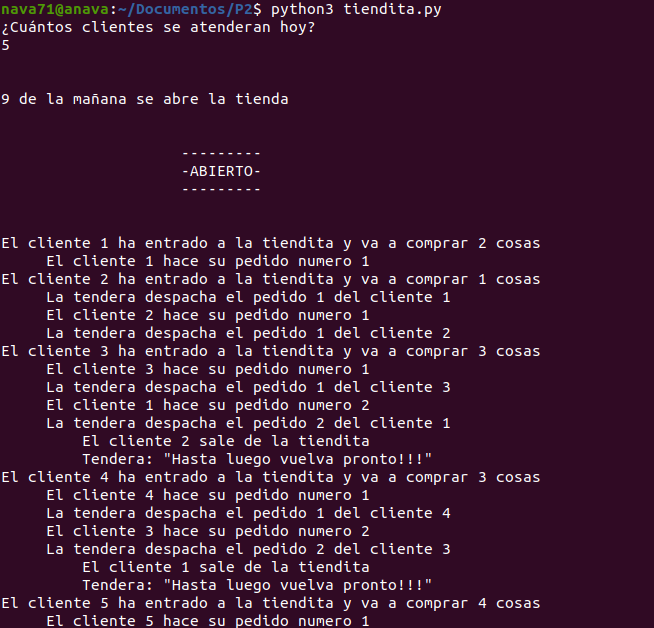 nava71@anava:~/Documentos/P2$ python3 tiendita.py
¿Cuántos clientes se atenderan hoy?
5
9 de la mañana se abre la tienda
---------
-ABIERTO-
---------
El cliente 1 ha entrado a la tiendita y va a comprar 2 cosas
El cliente 1 hace su pedido numero 1
El cliente 2 ha entrado a la tiendita y va a comprar 1 cosas
La tendera despacha el pedido 1 del cliente 1
El cliente 2 hace su pedido numero 1
La tendera despacha el pedido 1 del cliente 2
El cliente 3 ha entrado a la tiendita y va a comprar 3 cosas
El cliente 3 hace su pedido numero 1
La tendera despacha el pedido 1 del cliente 3
El cliente 1 hace su pedido numero 2
La tendera despacha el pedido 2 del cliente 1
El cliente 2 sale de la tiendita
Tendera: "Hasta luego vuelva pronto!!!"
El cliente 4 ha entrado a la tiendita y va a comprar 3 cosas
El cliente 4 hace su pedido numero 1
La tendera despacha el pedido 1 del cliente 4
El cliente 3 hace su pedido numero 2
La tendera despacha el pedido 2 del cliente 3
El cliente 1 sale de la tiendita
Tendera: "Hasta luego vuelva pronto!!!"
El cliente 5 ha entrado a la tiendita y va a comprar 4 cosas
El cliente 5 hace su pedido numero 1